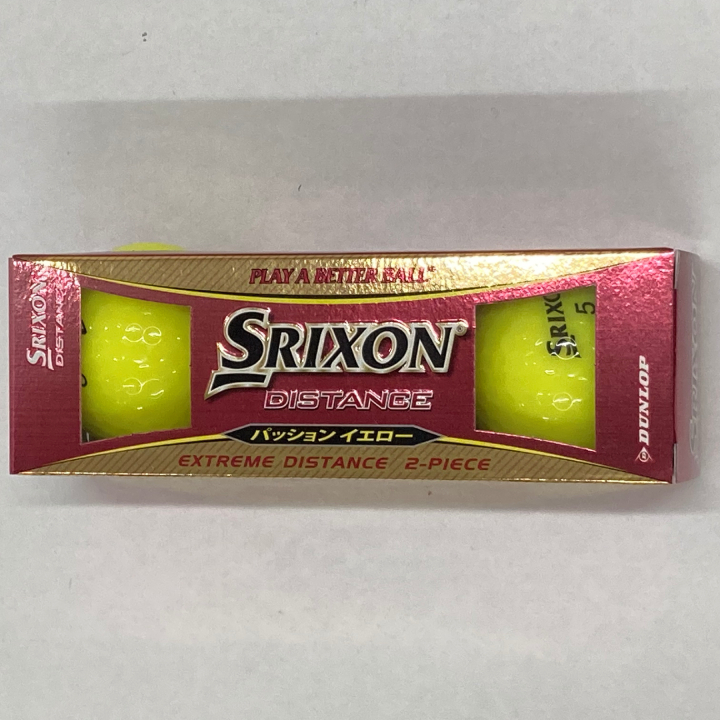 PLAY A BETTER BALL
SRIXON
DISTANCE
SRIXON®
DISTANCE
パッション イエロー
EXTREME DISTANCE 2-PIECE
SRIXO
5
DUNLOP